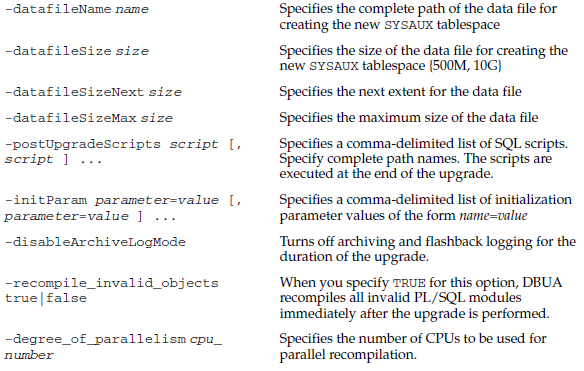 -datafileName name
Specifies the complete path of the data file for
creating the new SYSAUX tablespace
-datafileSize size
Specifies the size of the data file for creating the
new SYSAUX tablespace {500M, 10G}
-datafileSizeNext size
Specifies the next extent for the data file
-datafileSizeMax size
Specifies the maximum size of the data file
-postUpgradeScripts script [,
script ] ...
Specifies a comma-delimited list of SQL scripts.
Specify complete path names. The scripts are
executed at the end of the upgrade.
-initParam parameter=value [,
parameter=value ] ...
Specifies a comma-delimited list of initialization
parameter values of the form name=value
-disableArchiveLogMode
Turns off archiving and flashback logging for the
duration of the upgrade.
-recompile_invalid_objects
true|false
When you specify TRUE for this option, DBUA
recompiles all invalid PL/SQL modules
immediately after the upgrade is performed.
-degree_of_parallelism cpu_
number
Specifies the number of CPUs to be used for
parallel recompilation.